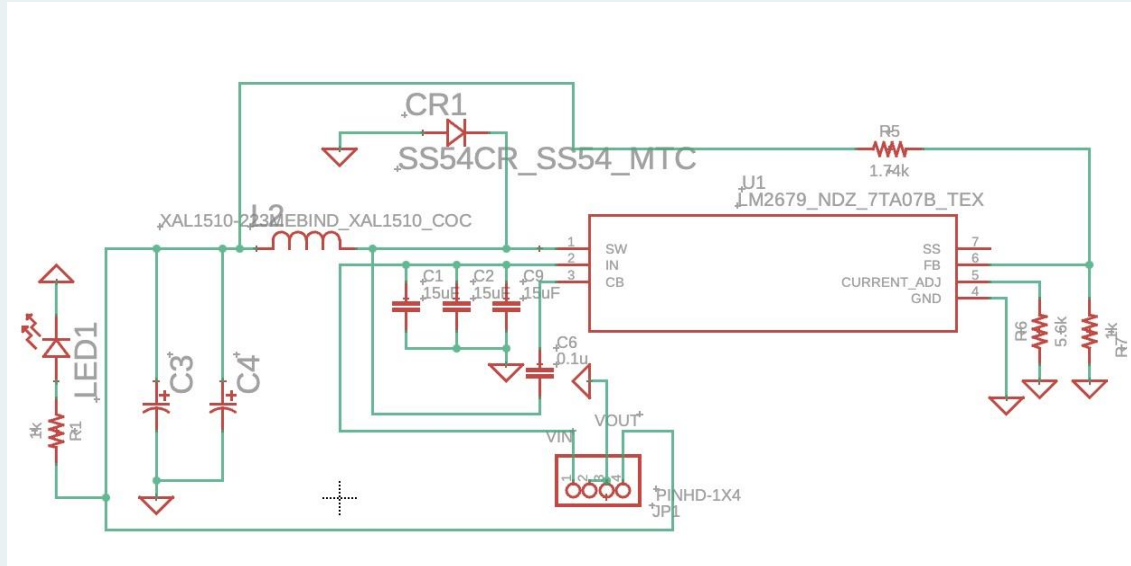 CR1
SS54CR_SS54_MTC
R5
1.74k
U1
LM2679_NDZ_7TA07B_TEX
L2
XAL1510-223MEBIND_XAL1510_COC
1
SW
2
IN
3
CB
SS
7
FB
6
CURRENT_ADJ
5
GND
4
C1
15uF
C2
15uF
C9
15uF
C6
0.1u
R6
5.6k
1k
R7
LED1
C3
C4
1k
R1
VIN
VOUT
1
2
3
4
PINHD-1X4
JP1